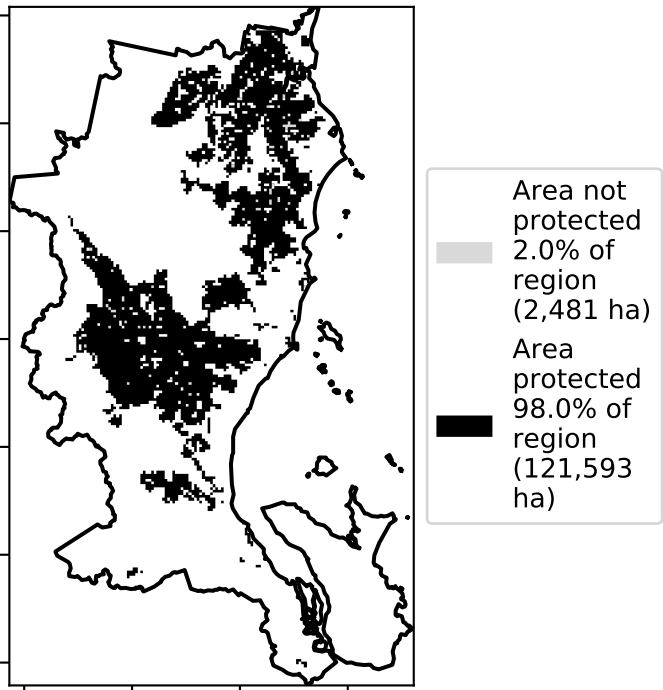 Area not
protected
2.0% of
region
(2,481 ha)
Area
protected
98.0% of
region
(121,593
ha)